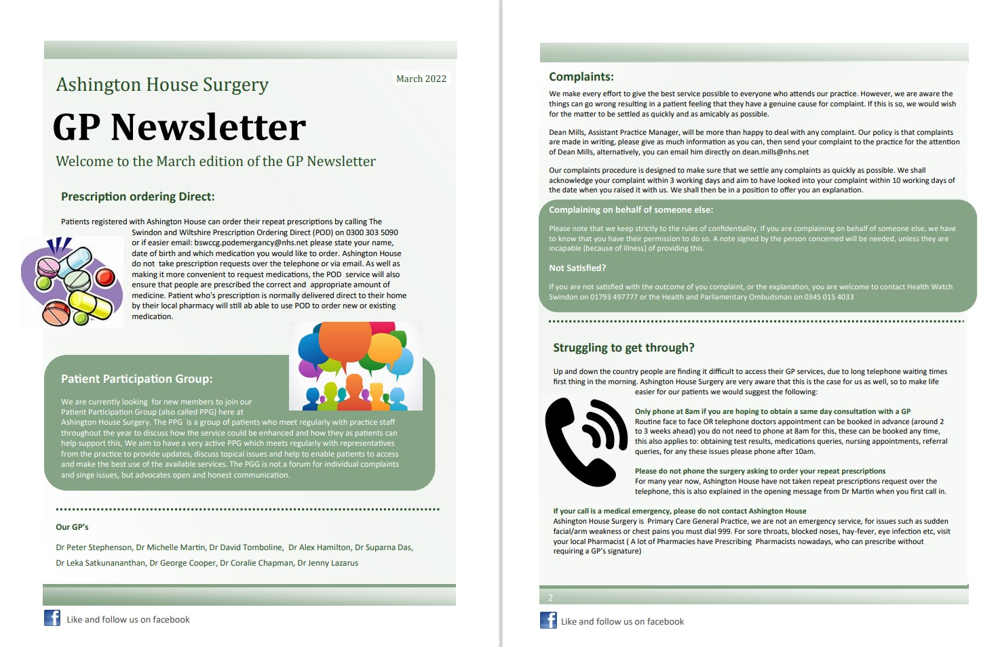 Ashington House Surgery
March 2022
GP Newsletter
Welcome to the March edition of the GP Newsletter
Prescription ordering Direct:
Patients registered with Ashington House can order their repeat prescriptions by calling The
Swindon and Wiltshire Prescription Ordering Direct (POD) on 0300 303 5090
or if easier email: bswccg.podemergancy@nhs.net please state your name,
date of birth and which medication you would like to order. Ashington House
do not take prescription requests over the telephone or via email. As well as
making it more convenient to request medications, the POD service will also
ensure that people are prescribed the correct and appropriate amount of
medicine. Patient who's prescription is normally delivered direct to their home
by their local pharmacy will still ab able to use POD to order new or existing
medication.
Patient Participation Group:
We are currently looking for new members to join our
Patient Participation Group (also called PPG) here at
Ashington House Surgery. The PPG is a group of patients who meet regularly with practice staff
throughout the year to discuss how the service could be enhanced and how they as patients can
help support this, We aim to have a very active PPG which meets regularly with representatives
from the practice to provide updates, discuss topical issues and help to enable patients to access
and make the best use of the available services. The PGG is not a forum for individual complaints
and singe issues, but advocates open and honest communication.
Our GP's
Dr Peter Stephenson, Dr Michelle Martin, Dr David Tomboline, Dr Alex Hamilton, Dr Suparna Das,
Dr Leka Satkunananthan, Dr George Cooper, Dr Coralie Chapman, Dr Jenny Lazarus
f Like and follow us on facebook
Complaints:
We make every effort to give the best service possible to everyone who attends our practice. However, we are aware the
things can go wrong resulting in a patient feeling that they have a genuine cause for complaint. If this is so, we would wish
for the matter to be settled as quickly and as amicably as possible.
Dean Mills, Assistant Practice Manager, will be more than happy to deal with any complaint. Our policy is that complaints
are made in writing, please give as much information as you can, then send your complaint to the practice for the attention
of Dean Mills, alternatively, you can email him directly on dean.mills@nhs.net
Our complaints procedure is designed to make sure that we settle any complaints as quickly as possible. We shall
acknowledge your complaint within 3 working days and aim to have looked into your complaint within 10 working days of
the date when you raised it with us. We shall then be in a position to offer you an explanation.
Complaining on behalf of someone else:
Please note that we keep strictly to the rules of confidentiality. If you are complaining on behalf of someone else, we have
to know that you have their permission to do so. A note signed by the person concerned will be needed, unless they are
incapable (because of illness) of providing this.
Not Satisfied?
If you are not satisfied with the outcome of you complaint, or the explanation, you are welcome to contact Health Watch
Swindon on 01793 497777 or the Health and Parliamentary Ombudsman on 0345 015 4033
Struggling to get through?
Up and down the country people are finding it difficult to access their GP services, due to long telephone waiting times
first thing in the morning. Ashington House Surgery are very aware that this is the case for us as well, so to make life
easier for our patients we would suggest the following:
Only phone at 8am if you are hoping to obtain a same day consultation with a GP
Routine face to face OR telephone doctors appointment can be booked in advance (around 2
to 3 weeks ahead) you do not need to phone at 8am for this, these can be booked any time,
this also applies to: obtaining test results, medications queries, nursing appointments, referral
queries, for any these issues please phone after 10am.
Please do not phone the surgery asking to order your repeat prescriptions
For many year now, Ashington House have not taken repeat prescriptions request over the
telephone, this is also explained in the opening message from Dr Martin when you first call in.
If your call is a medical emergency, please do not contact Ashington House
Ashington House Surgery is Primary Care General Practice, we are not an emergency service, for issues such as sudden
facial/arm weakness or chest pains you must dial 999. For sore throats, blocked noses, hay-fever, eye infection etc, visit
your local Pharmacist ( A lot of Pharmacies have Prescribing Pharmacists nowadays, who can prescribe without
requiring a GP's signature)
2
f Like and follow us on facebook